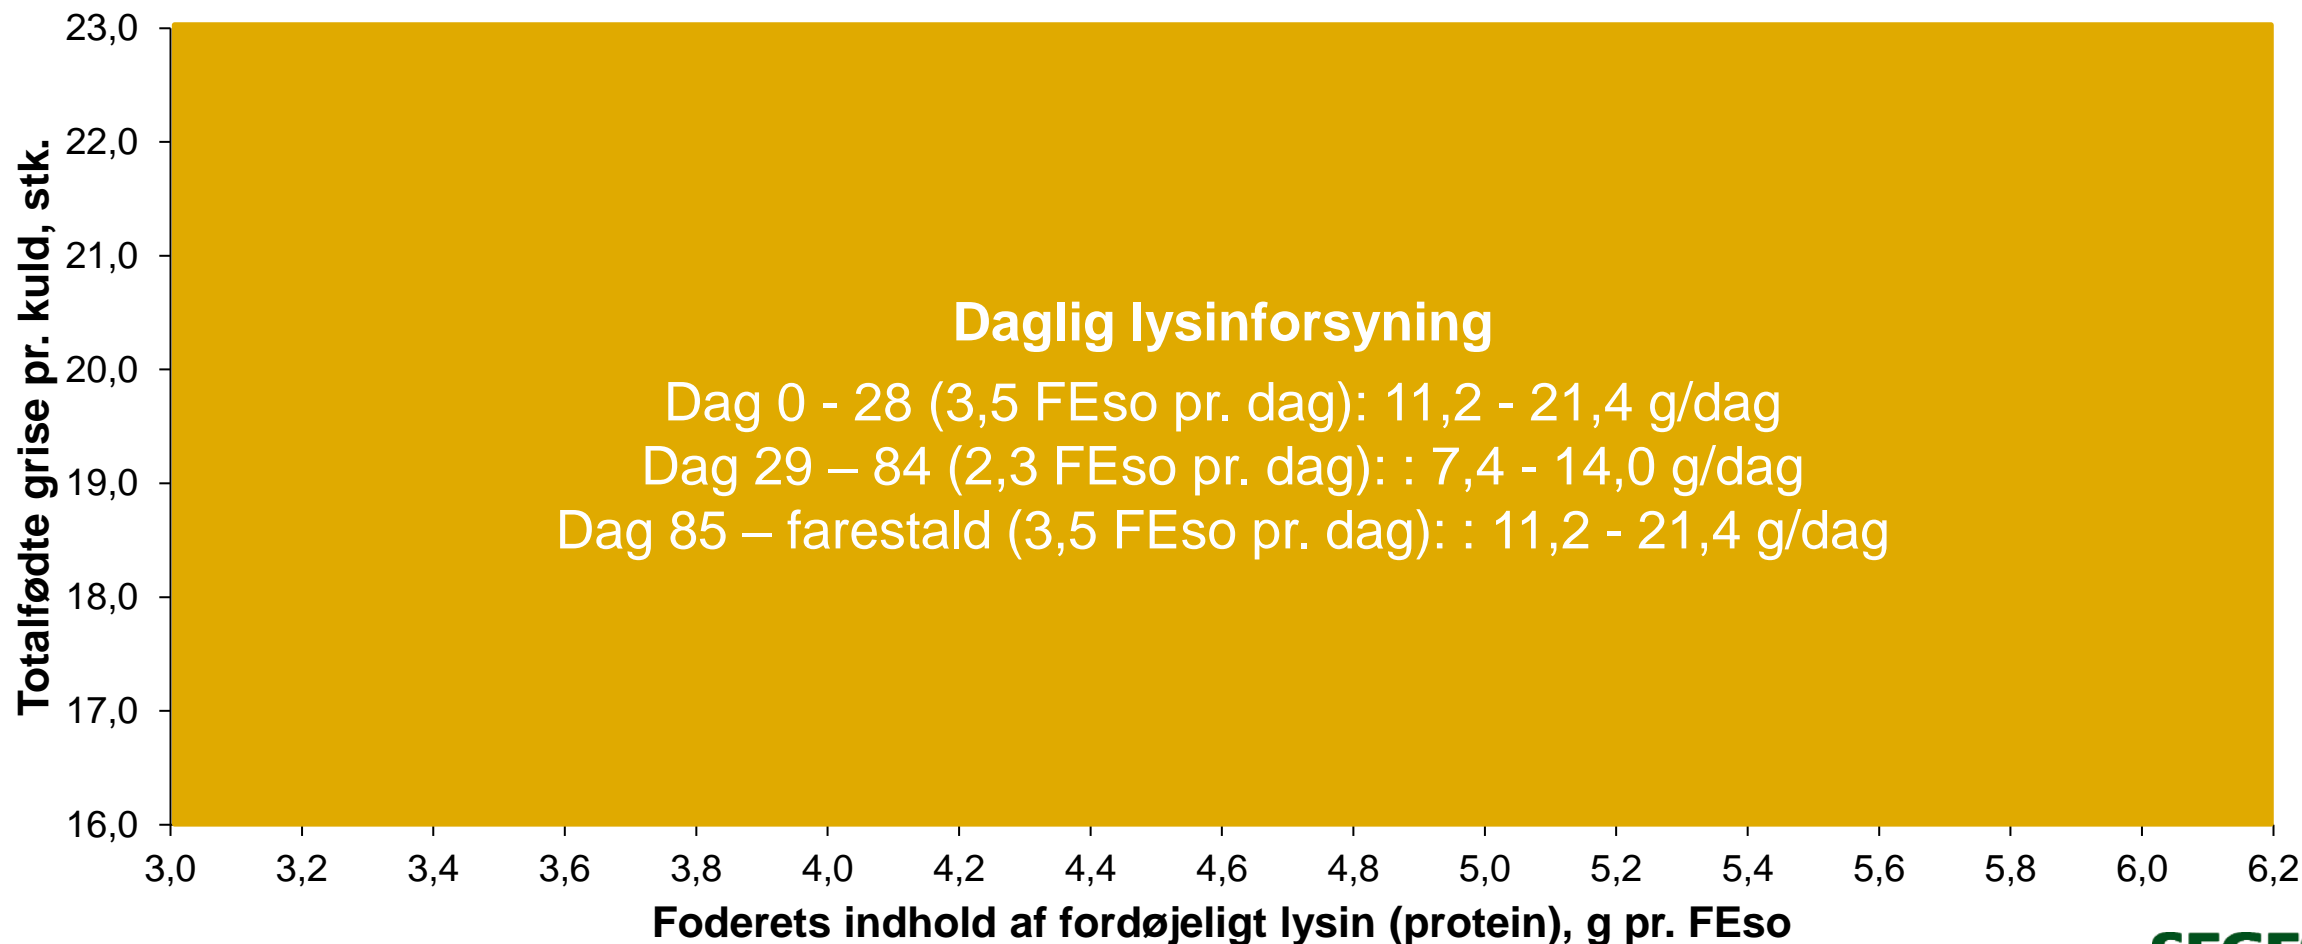 23,0
22,0
21,0
20,0
19,0
18,0
17,0
16,0
Totalfødte grise pr. kuld, stk.
Daglig lysinforsyning
Dag 0 - 28 (3,5 FEso pr. dag): 11,2 - 21,4 g/dag
Dag 29 – 84 (2,3 FEso pr. dag): : 7,4 - 14,0 g/dag
Dag 85 – farestald (3,5 FEso pr. dag): : 11,2 - 21,4 g/dag
3,0 3,2 3,4 3,6 3,8 4,0 4,2 4,4 4,6 4,8 5,0 5,2 5,4 5,6 5,8 6,0 6,2
Foderets indhold af fordøjeligt lysin (protein), g pr. FEso